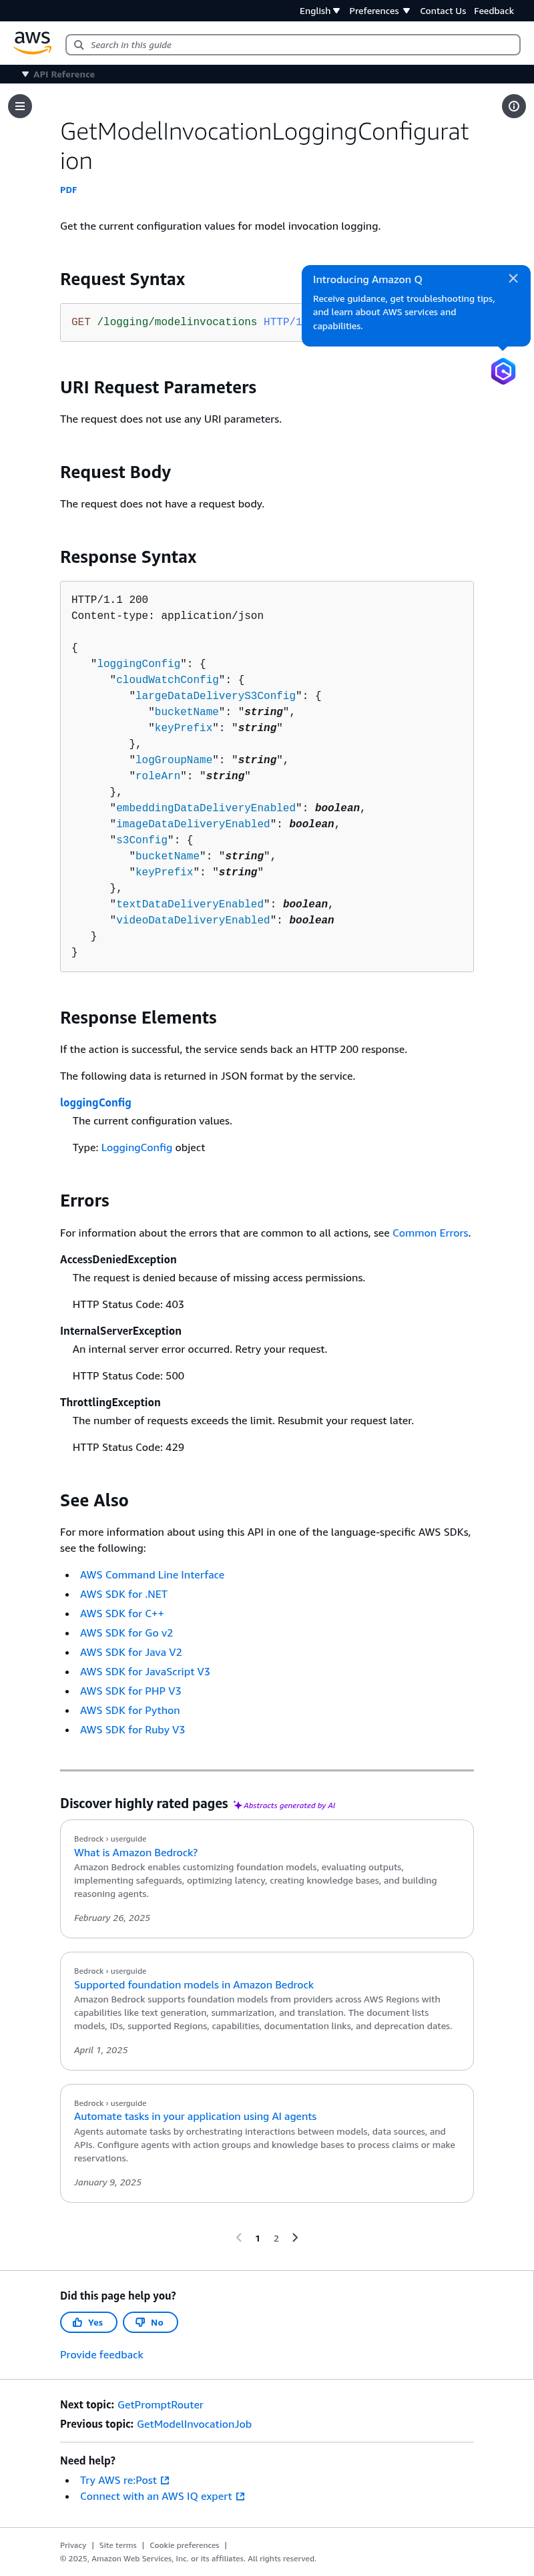 English Preferences Contact Us Feedback
aws
Search in this guide
API Reference
GetModelInvocationLoggingConfigurat
ion
PDF
Get the current configuration values for model invocation logging.
Request Syntax
Introducing Amazon Q
Receive guidance, get troubleshooting tips,
and learn about AWS services and
capabilities.
GET /logging/modelinvocations HTTP/1
URI Request Parameters
The request does not use any URI parameters.
Request Body
The request does not have a request body.
Response Syntax
HTTP/1.1 200
Content-type: application/json
{
"loggingConfig": {
"cloudWatchConfig": {
"largeDataDeliveryS3Config": {
"bucketName": "string",
"keyPrefix": "string"
},
"logGroupName": "string",
"roleArn": "string"
},
"embeddingDataDeliveryEnabled": boolean,
"imageDataDeliveryEnabled": boolean,
"s3Config": {
"bucketName": "string",
"keyPrefix": "string"
},
"textDataDeliveryEnabled": boolean,
"videoDataDeliveryEnabled": boolean
}
}
Response Elements
If the action is successful, the service sends back an HTTP 200 response.
The following data is returned in JSON format by the service.
loggingConfig
The current configuration values.
Type: LoggingConfig object
Errors
For information about the errors that are common to all actions, see Common Errors.
AccessDeniedException
The request is denied because of missing access permissions.
HTTP Status Code: 403
InternalServerException
An internal server error occurred. Retry your request.
HTTP Status Code: 500
ThrottlingException
The number of requests exceeds the limit. Resubmit your request later.
HTTP Status Code: 429
See Also
For more information about using this API in one of the language-specific AWS SDKs,
see the following:
• AWS Command Line Interface
• AWS SDK for .NET
• AWS SDK for C++
• AWS SDK for Go v2
• AWS SDK for Java V2
• AWS SDK for JavaScript V3
• AWS SDK for PHP V3
• AWS SDK for Python
• AWS SDK for Ruby V3
Discover highly rated pages Abstracts generated by AI
Bedrock › userguide
What is Amazon Bedrock?
Amazon Bedrock enables customizing foundation models, evaluating outputs,
implementing safeguards, optimizing latency, creating knowledge bases, and building
reasoning agents.
February 26, 2025
Bedrock › userguide
Supported foundation models in Amazon Bedrock
Amazon Bedrock supports foundation models from providers across AWS Regions with
capabilities like text generation, summarization, and translation. The document lists
models, IDs, supported Regions, capabilities, documentation links, and deprecation dates.
April 1, 2025
Bedrock › userguide
Automate tasks in your application using AI agents
Agents automate tasks by orchestrating interactions between models, data sources, and
APIs. Configure agents with action groups and knowledge bases to process claims or make
reservations.
January 9, 2025
1 2
Did this page help you?
Yes No
Provide feedback
Next topic: GetPromptRouter
Previous topic: GetModelInvocationJob
Need help?
• Try AWS re:Post
• Connect with an AWS IQ expert
Privacy | Site terms | Cookie preferences |
© 2025, Amazon Web Services, Inc. or its affiliates. All rights reserved.